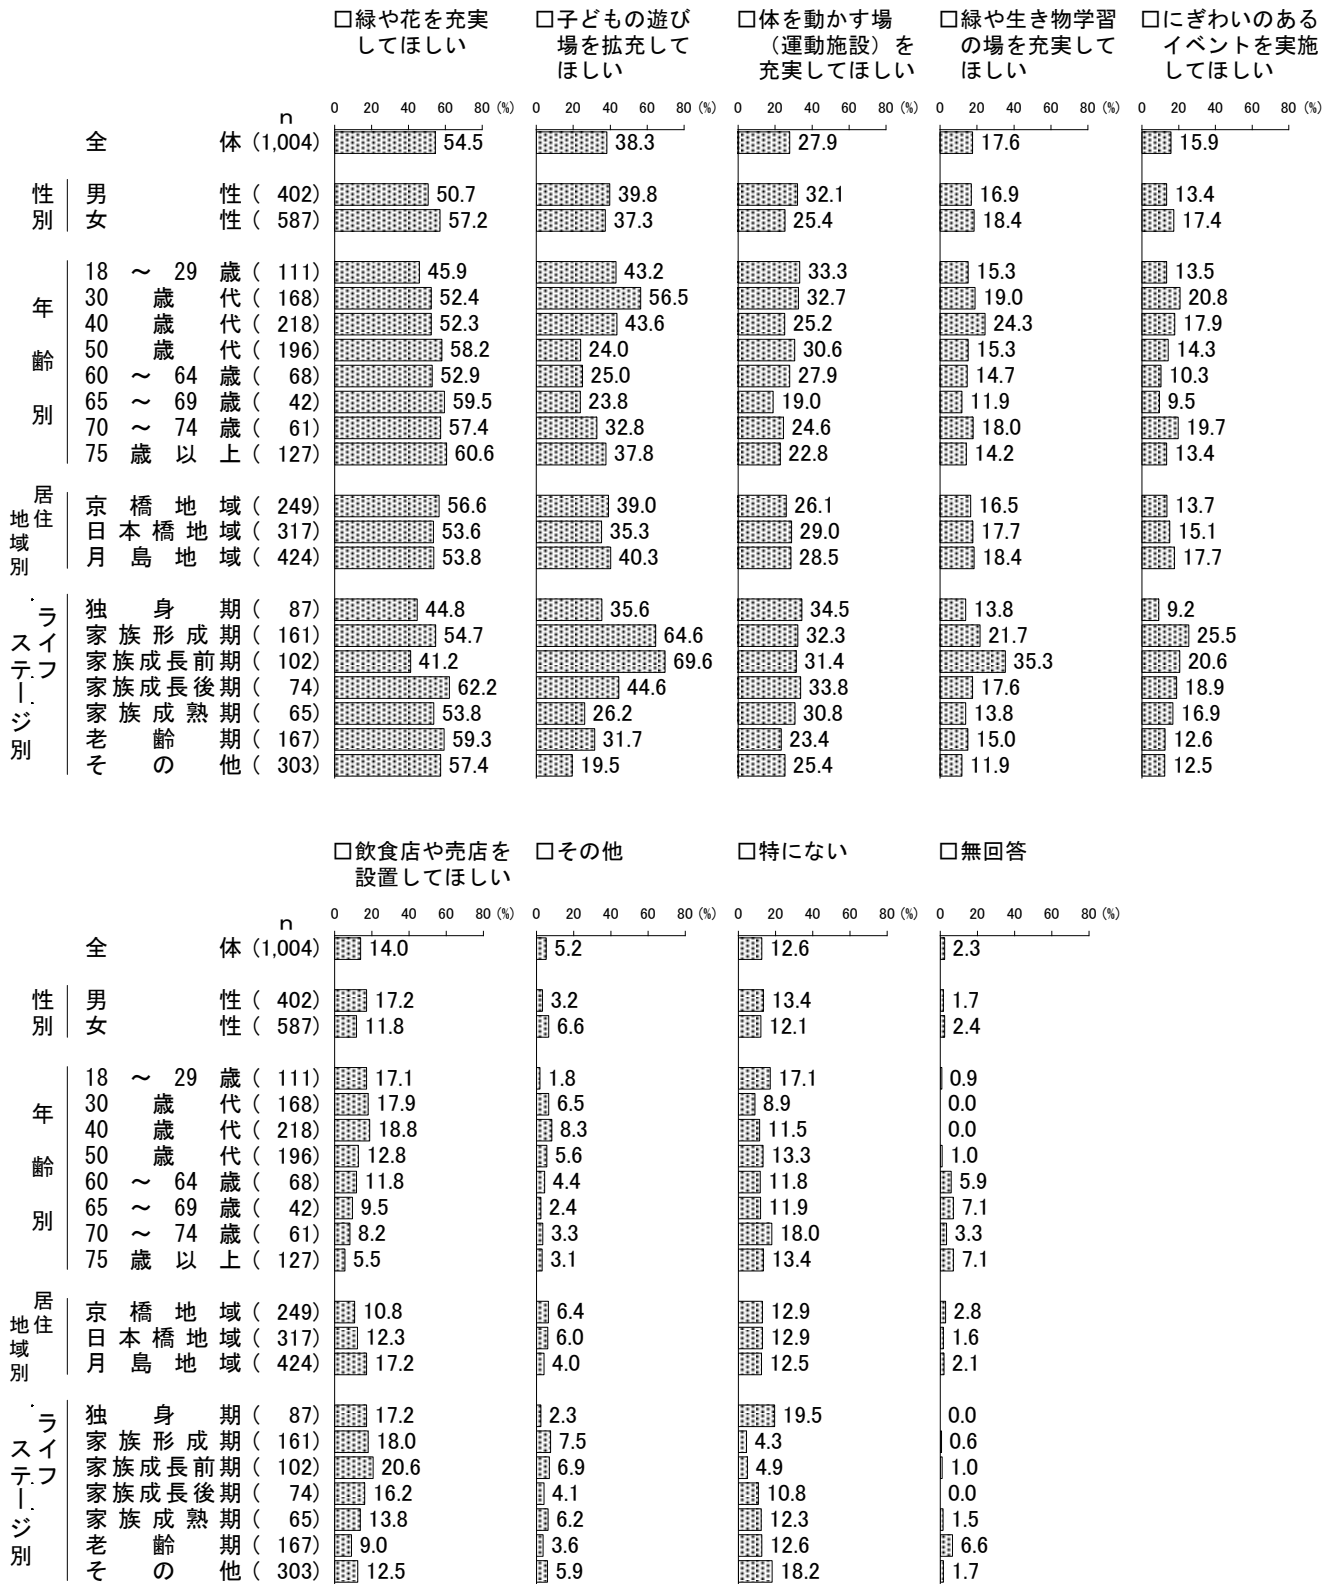 □緑や花を充実 □子どもの遊び □体を動かす場 □緑や生き物学習 □にぎわいのある
してほしい 場を拡充して （運動施設）を の場を充実して イベントを実施
ほしい 充実してほしい ほしい してほしい
0 20 40 60 80 (%) 0 20 40 60 80 (%) 0 20 40 60 80 (%) 0 20 40 60 80 (%) 0 20 40 60 80 (%)
n
全体 (1,004) 54.5 38.3 27.9 17.6 15.9
性別
男性 ( 402) 50.7 39.8 32.1 16.9 13.4
女性 ( 587) 57.2 37.3 25.4 18.4 17.4
年齢別
18 ～ 29 歳 ( 111) 45.9 43.2 33.3 15.3 13.5
30 歳代 ( 168) 52.4 56.5 32.7 19.0 20.8
40 歳代 ( 218) 52.3 43.6 25.2 24.3 17.9
50 歳代 ( 196) 58.2 24.0 30.6 15.3 14.3
60 ～ 64 歳 ( 68) 52.9 25.0 27.9 14.7 10.3
65 ～ 69 歳 ( 42) 59.5 23.8 19.0 11.9 9.5
70 ～ 74 歳 ( 61) 57.4 32.8 24.6 18.0 19.7
75 歳以上 ( 127) 60.6 37.8 22.8 14.2 13.4
居住地域別
京橋地域 ( 249) 56.6 39.0 26.1 16.5 13.7
日本橋地域 ( 317) 53.6 35.3 29.0 17.7 15.1
月島地域 ( 424) 53.8 40.3 28.5 18.4 17.7
ライフステージ別
独身期 ( 87) 44.8 35.6 34.5 13.8 9.2
家族形成期 ( 161) 54.7 64.6 32.3 21.7 25.5
家族成長前期 ( 102) 41.2 69.6 31.4 35.3 20.6
家族成長後期 ( 74) 62.2 44.6 33.8 17.6 18.9
家族成熟期 ( 65) 53.8 26.2 30.8 13.8 16.9
老齢期 ( 167) 59.3 31.7 23.4 15.0 12.6
その他 ( 303) 57.4 19.5 25.4 11.9 12.5
□飲食店や売店を □その他 □特にない □無回答
設置してほしい
0 20 40 60 80 (%) 0 20 40 60 80 (%) 0 20 40 60 80 (%) 0 20 40 60 80 (%)
n
全体 (1,004) 14.0 5.2 12.6 2.3
性別
男性 ( 402) 17.2 3.2 13.4 1.7
女性 ( 587) 11.8 6.6 12.1 2.4
年齢別
18 ～ 29 歳 ( 111) 17.1 1.8 17.1 0.9
30 歳代 ( 168) 17.9 6.5 8.9 0.0
40 歳代 ( 218) 18.8 8.3 11.5 0.0
50 歳代 ( 196) 12.8 5.6 13.3 1.0
60 ～ 64 歳 ( 68) 11.8 4.4 11.8 5.9
65 ～ 69 歳 ( 42) 9.5 2.4 11.9 7.1
70 ～ 74 歳 ( 61) 8.2 3.3 18.0 3.3
75 歳以上 ( 127) 5.5 3.1 13.4 7.1
居住地域別
京橋地域 ( 249) 10.8 6.4 12.9 2.8
日本橋地域 ( 317) 12.3 6.0 12.9 1.6
月島地域 ( 424) 17.2 4.0 12.5 2.1
ライフステージ別
独身期 ( 87) 17.2 2.3 19.5 0.0
家族形成期 ( 161) 18.0 7.5 4.3 0.6
家族成長前期 ( 102) 20.6 6.9 4.9 1.0
家族成長後期 ( 74) 16.2 4.1 10.8 0.0
家族成熟期 ( 65) 13.8 6.2 12.3 1.5
老齢期 ( 167) 9.0 3.6 12.6 6.6
その他 ( 303) 12.5 5.9 18.2 1.7